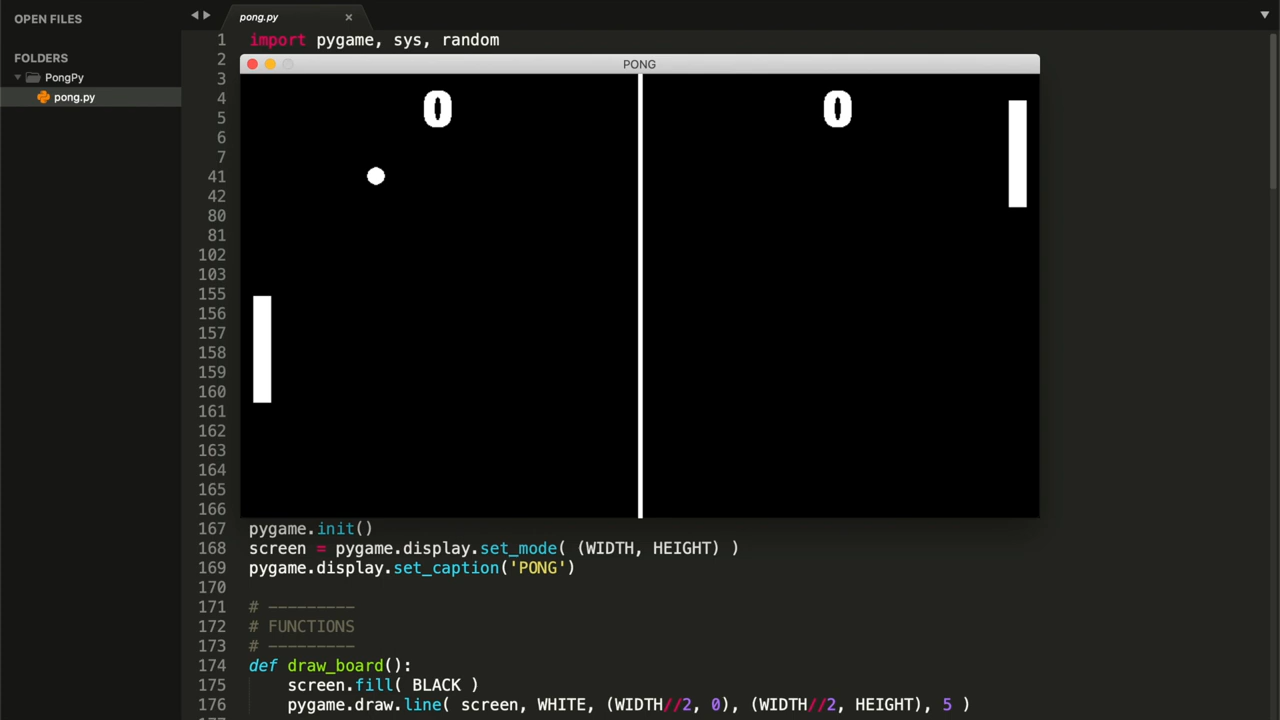 OPEN FILES
FOLDERS
PongPy
pong.py
pong.py
1 import pygame, sys, random
2
3
4
5
6
7
41
42
80
81
102
103
155
156
157
158
159
160
161
162
163
164
165
166
PONG
0 0
167 pygame.init()
168 screen = pygame.display.set_mode( (WIDTH, HEIGHT) )
169 pygame.display.set_caption('PONG')
170
171 # ---------
172 # FUNCTIONS
173 # ---------
174 def draw_board():
175 screen.fill( BLACK )
176 pygame.draw.line( screen, WHITE, (WIDTH//2, 0), (WIDTH//2, HEIGHT), 5 )